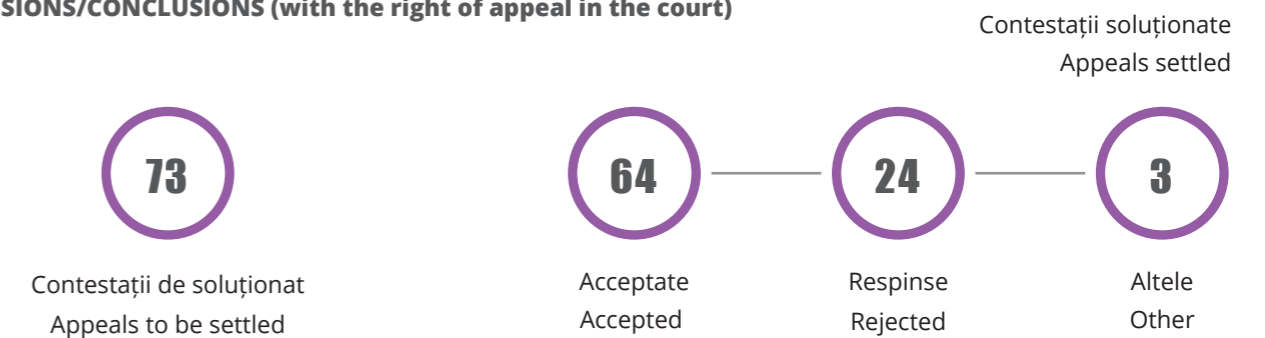 SIONS/CONCLUSIONS (with the right of appeal in the court)
Contestații soluționate
Appeals settled
73
64
24
3
Contestații de soluționat
Appeals to be settled
Acceptate
Accepted
Respinse
Rejected
Altele
Other